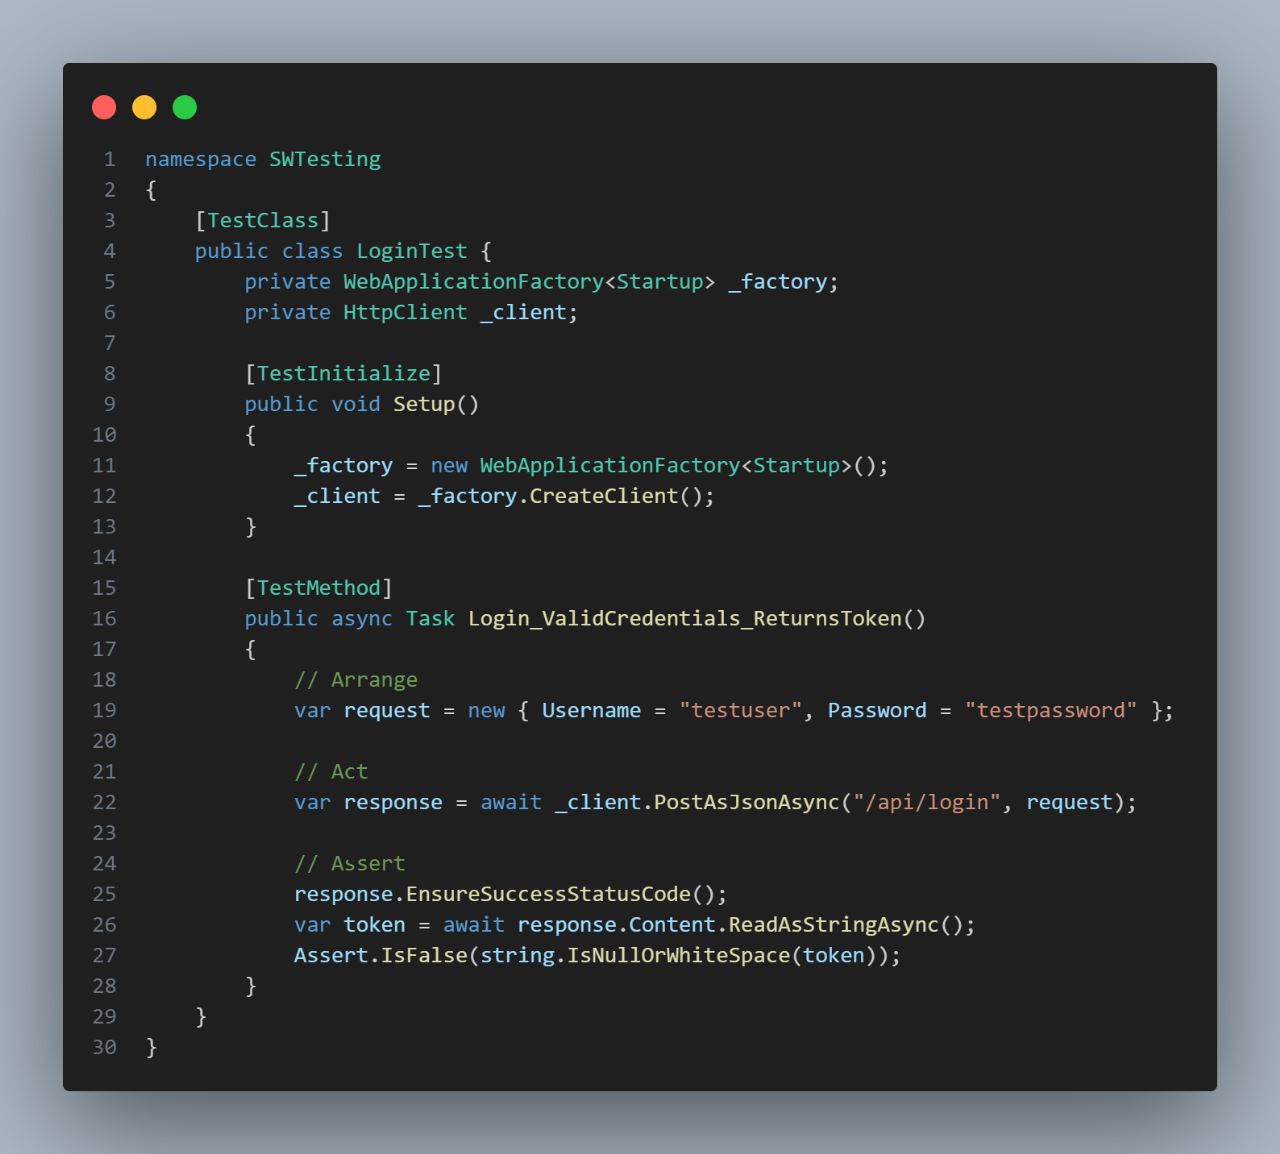 1 namespace SWTesting
2 {
3     [TestClass]
4     public class LoginTest {
5         private WebApplicationFactory<Startup> _factory;
6         private HttpClient _client;
7
8         [TestInitialize]
9         public void Setup()
10         {
11             _factory = new WebApplicationFactory<Startup>();
12             _client = _factory.CreateClient();
13         }
14
15         [TestMethod]
16         public async Task Login_ValidCredentials_ReturnsToken()
17         {
18             // Arrange
19             var request = new { Username = "testuser", Password = "testpassword" };
20
21             // Act
22             var response = await _client.PostAsJsonAsync("/api/login", request);
23
24             // Assert
25             response.EnsureSuccessStatusCode();
26             var token = await response.Content.ReadAsStringAsync();
27             Assert.IsFalse(string.IsNullOrWhiteSpace(token));
28         }
29     }
30 }